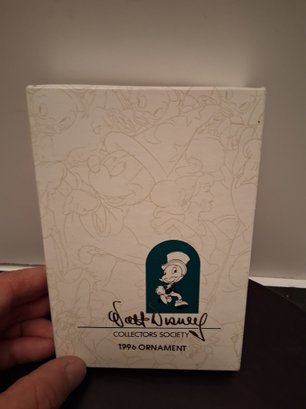 Walt Disney
COLLECTORS SOCIETY
1996 ORNAMENT